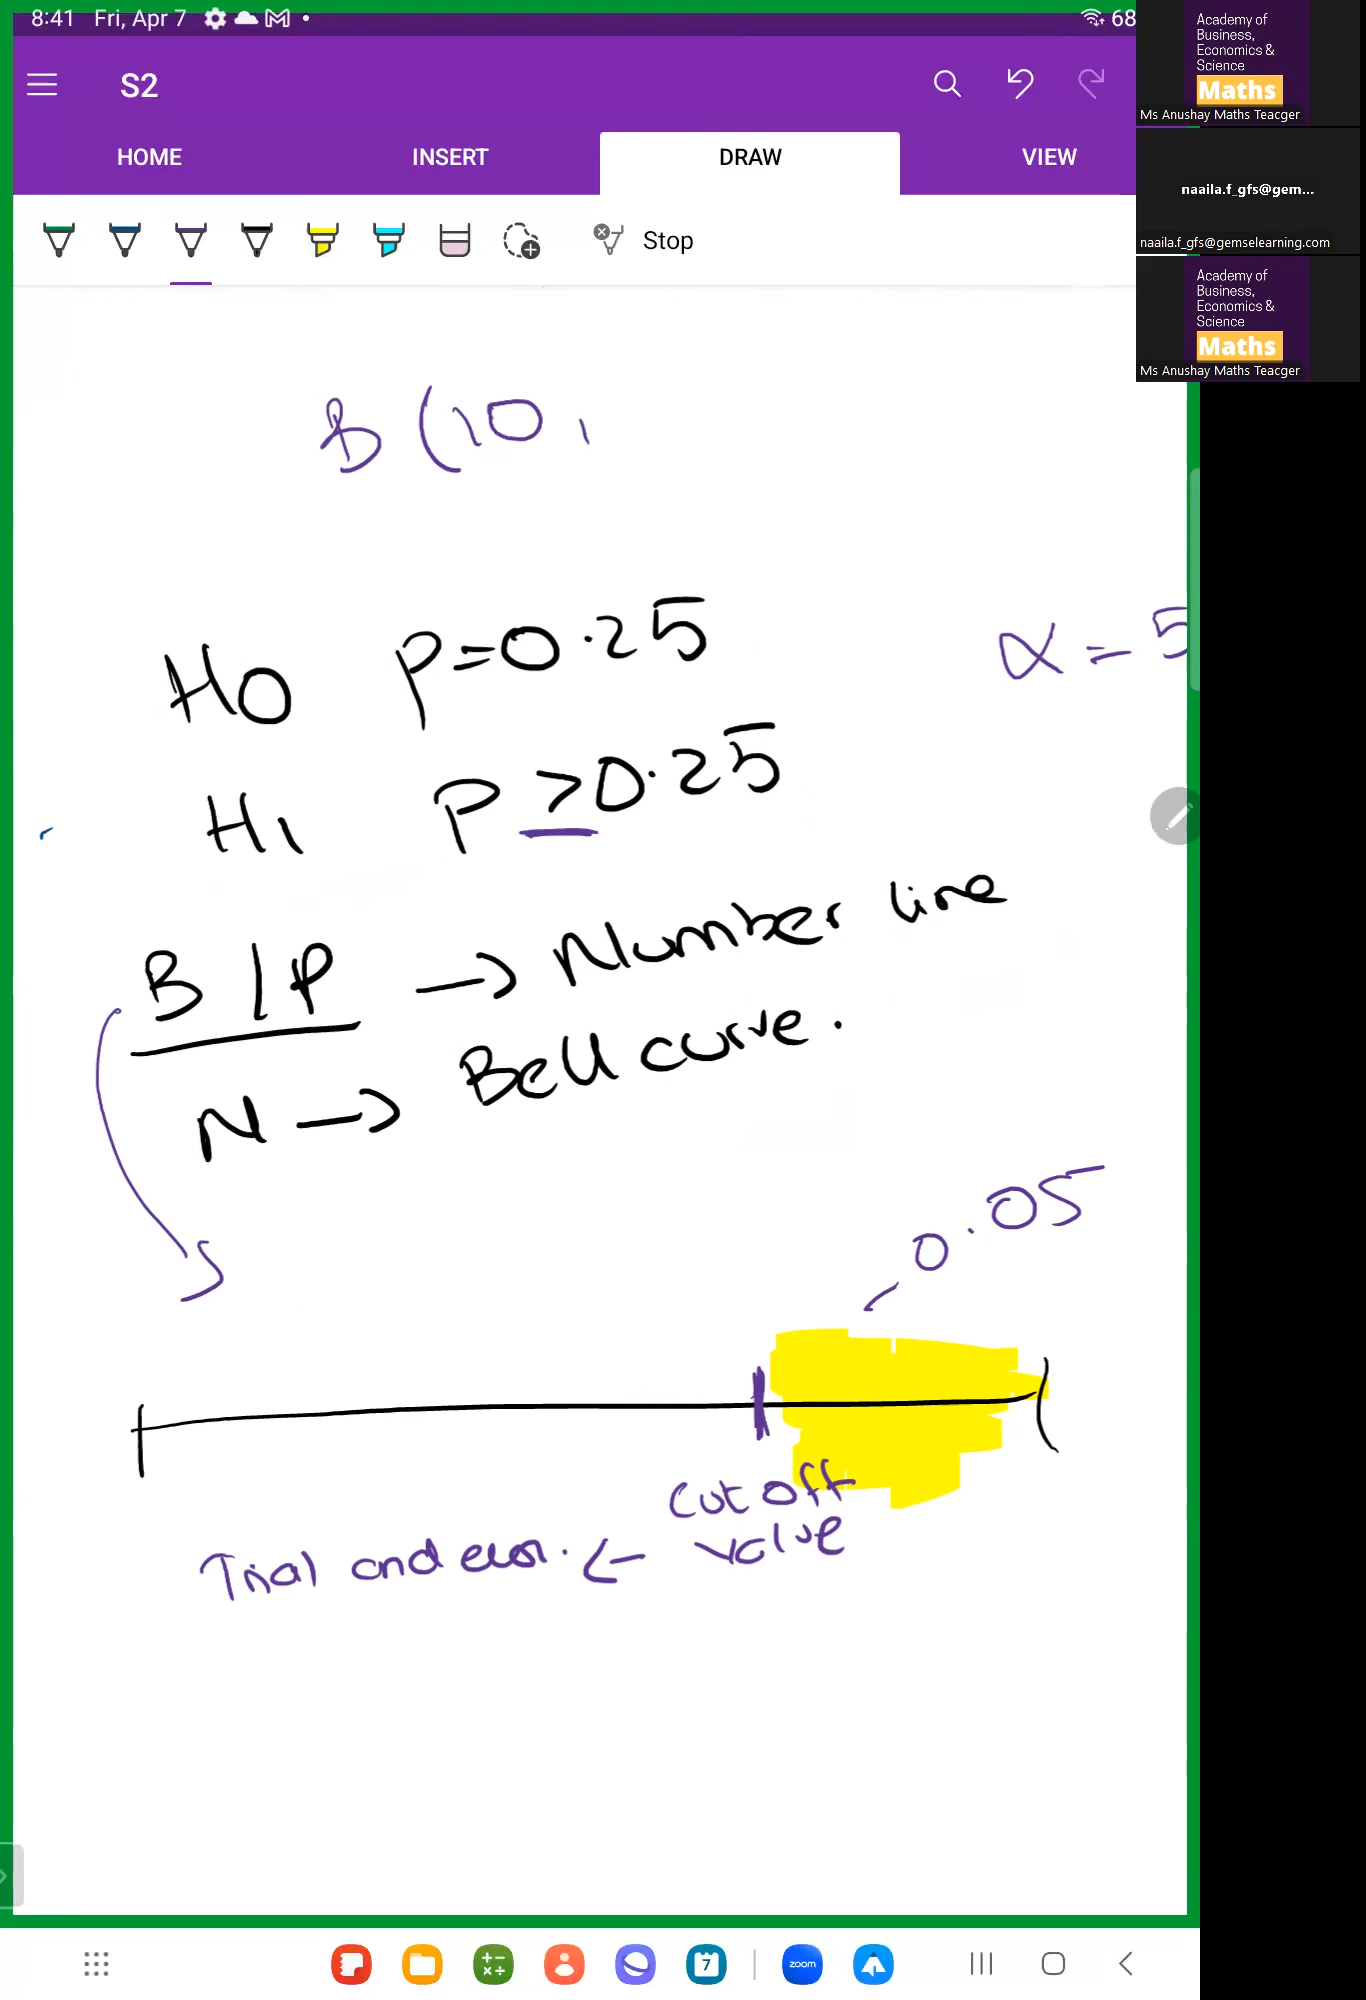 8:41 Fri, Apr 7
68
S2
HOME INSERT DRAW VIEW
Stop
Academy of
Business,
Economics &
Science
Maths
Ms Anushay Maths Teacger
naaila.f_gfs@gem...
naaila.f_gfs@gemselearning.com
Academy of
Business,
Economics &
Science
Maths
Ms Anushay Maths Teacger
B (10,
H0 P=0.25
α = 5
H1 P >0.25
B / P → Number line
N → Bell curve.
0.05
Cut off
value
Trial and error. ←
7
zoom